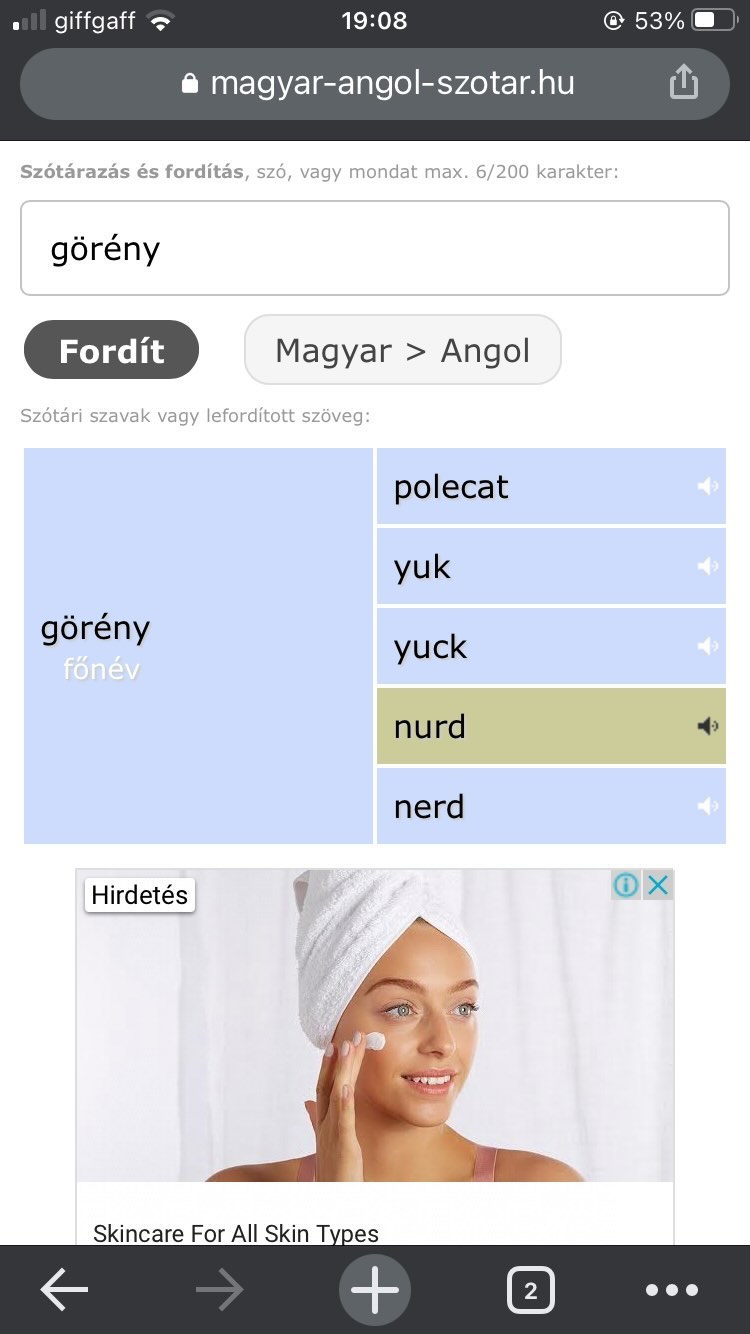 giffgaff 19:08 53%
magyar-angol-szotar.hu
Szótárazás és fordítás, szó, vagy mondat max. 6/200 karakter:
görény
Fordít Magyar > Angol
Szótári szavak vagy lefordított szöveg:
görény
főnév
polecat
yuk
yuck
nurd
nerd
Hirdetés
Skincare For All Skin Types
2